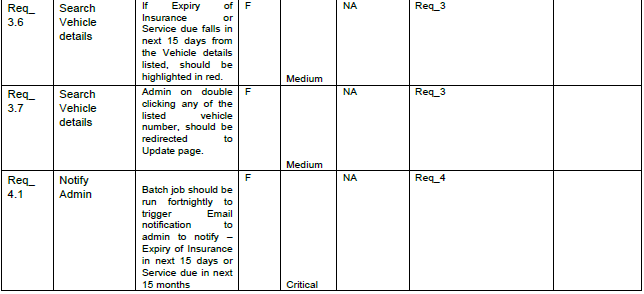 Req_ Search If Expiry of F NA Req_3
3.6 Vehicle Insurance or
details Service due falls in
next 15 days from
the Vehicle details
listed, should be
highlighted in red. Medium
Req_ Search Admin on double F NA Req_3
3.7 Vehicle clicking any of the
details listed vehicle
number, should be
redirected to
Update page.
Medium
Req_ Notify F NA Req_4
4.1 Admin Batch job should be
run fortnightly to
trigger Email
notification to
admin to notify –
Expiry of Insurance
in next 15 days or
Service due in next
15 months Critical